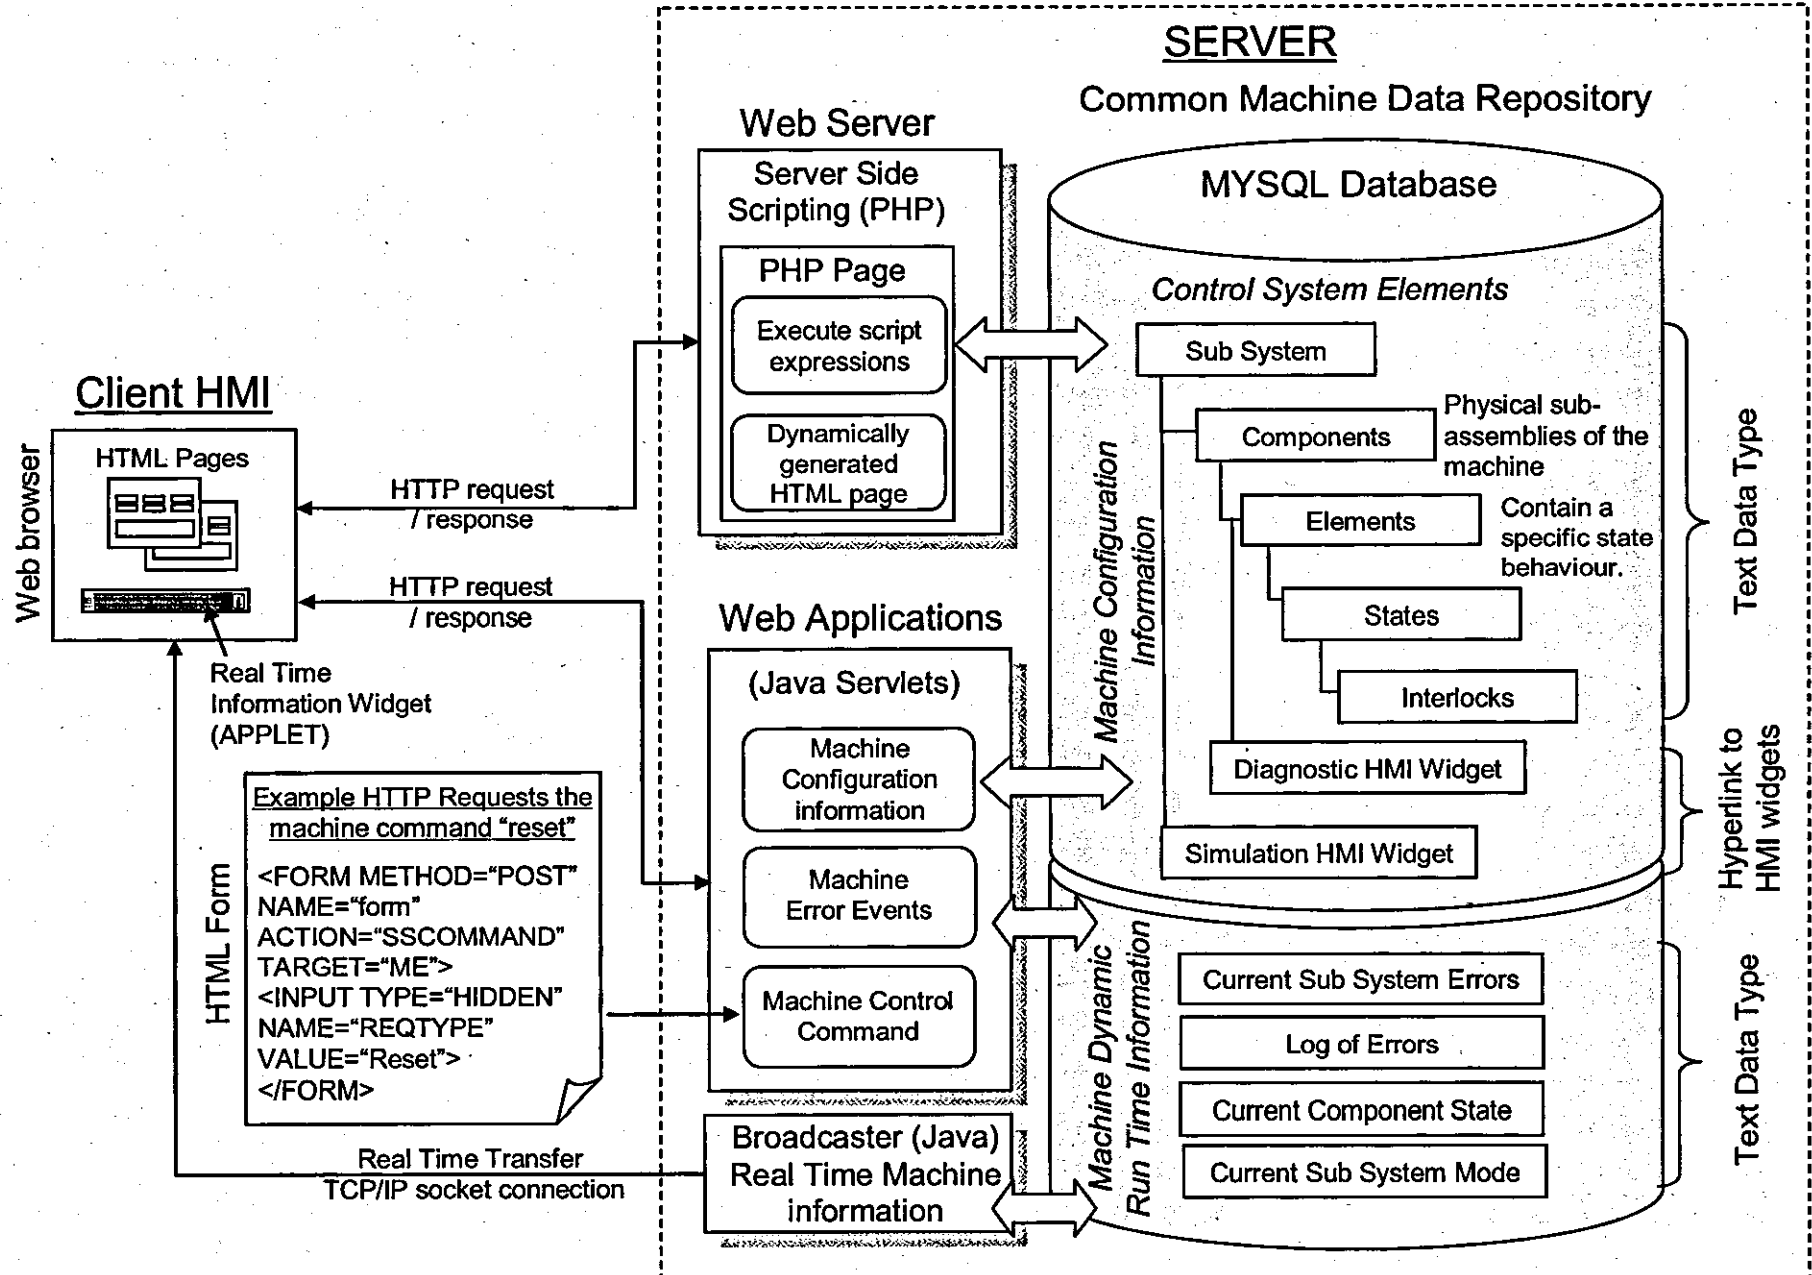 SERVER
Common Machine Data Repository
Web Server
Server Side
Scripting (PHP)
PHP Page
Execute script
expressions
Dynamically
generated
HTML page
MYSQL Database
Control System Elements
Machine Configuration
Information
Sub System
Components
Physical sub-
assemblies of the
machine
Elements
Contain a
specific state
behaviour.
States
Interlocks
Diagnostic HMI Widget
Simulation HMI Widget
Text Data Type
Hyperlink to
HMI widgets
Client HMI
Web browser
HTML Pages
HTTP request
/ response
HTTP request
/ response
Real Time
Information Widget
(APPLET)
Web Applications
(Java Servlets)
Machine
Configuration
information
Machine
Error Events
Machine Control
Command
HTML Form
Example HTTP Requests the
machine command “reset”
<FORM METHOD=“POST”
NAME=“form”
ACTION=“SSCOMMAND”
TARGET=“ME”>
<INPUT TYPE=“HIDDEN”
NAME=“REQTYPE”
VALUE=“Reset”>
</FORM>
Real Time Transfer
TCP/IP socket connection
Broadcaster (Java)
Real Time Machine
information
Machine Dynamic
Run Time Information
Current Sub System Errors
Log of Errors
Current Component State
Current Sub System Mode
Text Data Type